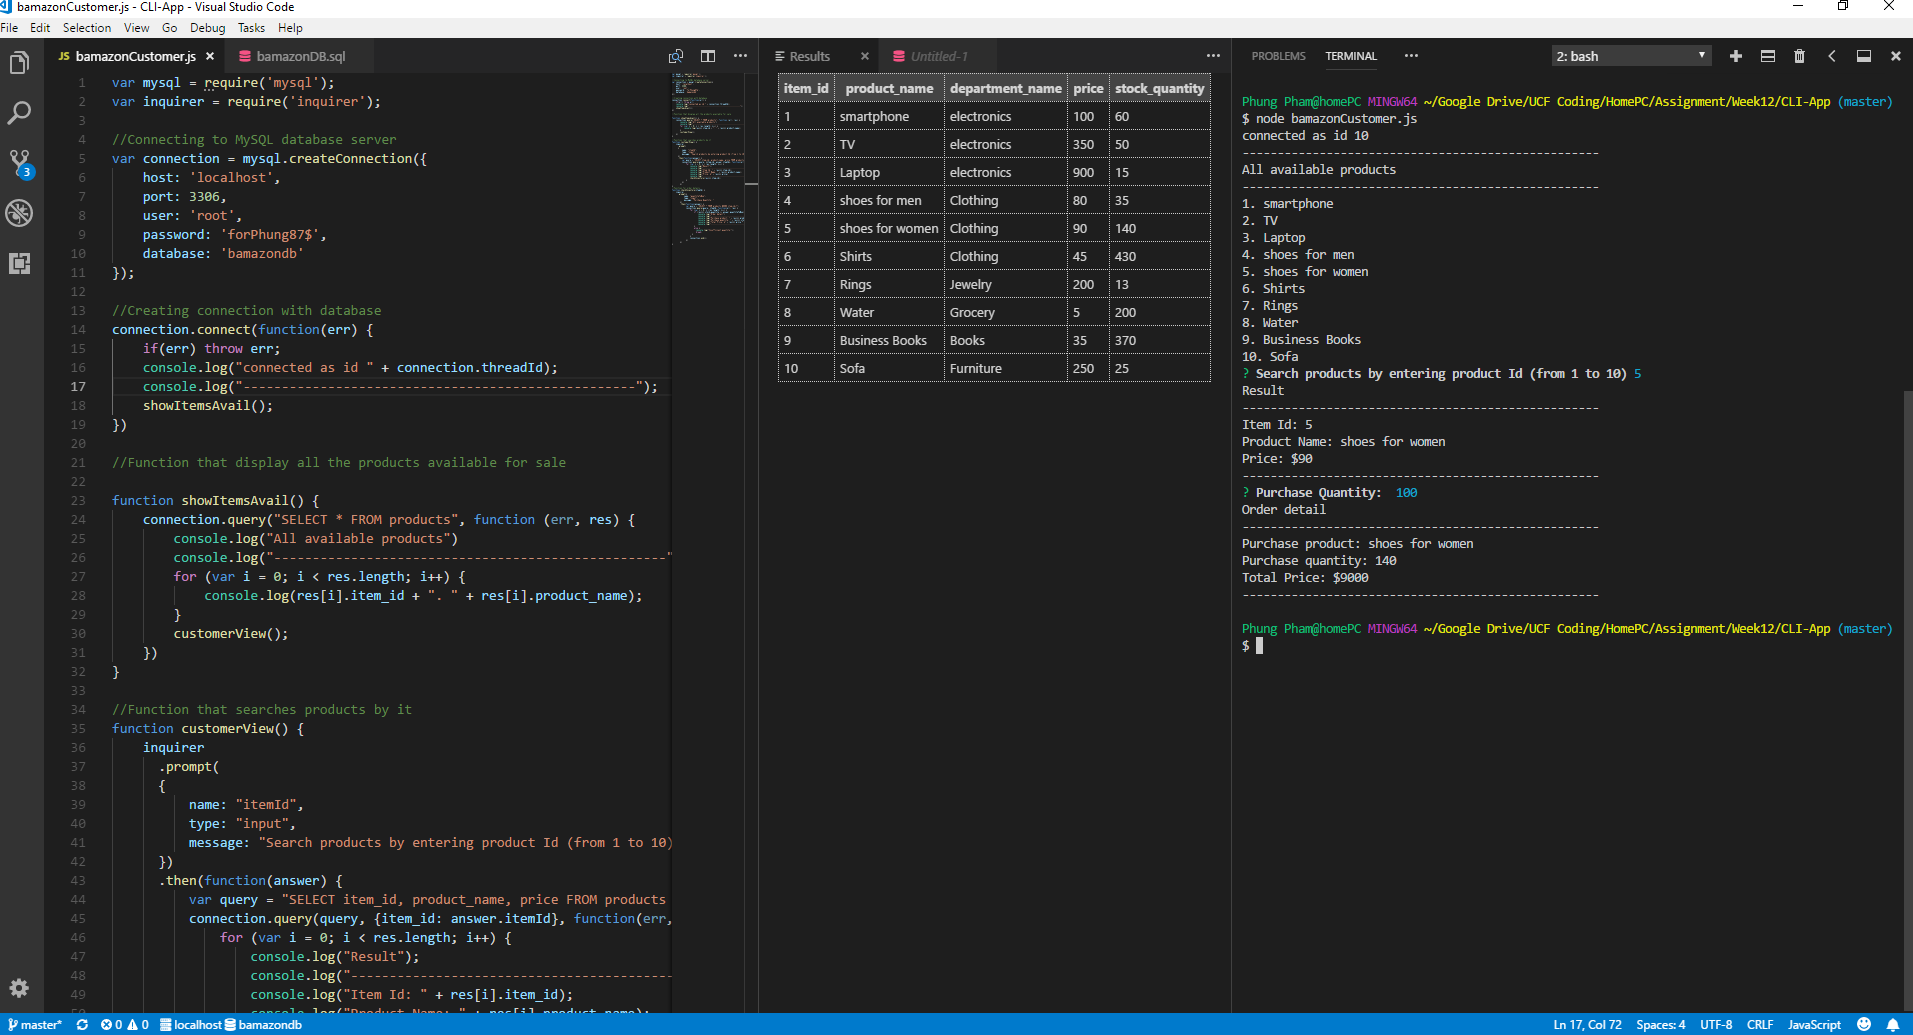 bamazonCustomer.js - CLI-App - Visual Studio Code
File Edit Selection View Go Debug Tasks Help
JS bamazonCustomer.js × bamazonDB.sql
1 var mysql = require('mysql');
2 var inquirer = require('inquirer');
3
4 //Connecting to MySQL database server
5 var connection = mysql.createConnection({
6 host: 'localhost',
7 port: 3306,
8 user: 'root',
9 password: 'forPhung87$',
10 database: 'bamazondb'
11 });
12
13 //Creating connection with database
14 connection.connect(function(err) {
15 if(err) throw err;
16 console.log("connected as id " + connection.threadId);
17 console.log("---------------------------------------------------");
18 showItemsAvail();
19 })
20
21 //Function that display all the products available for sale
22
23 function showItemsAvail() {
24 connection.query("SELECT * FROM products", function (err, res) {
25 console.log("All available products")
26 console.log("---------------------------------------------------"
27 for (var i = 0; i < res.length; i++) {
28 console.log(res[i].item_id + ". " + res[i].product_name);
29 }
30 customerView();
31 })
32 }
33
34 //Function that searches products by it
35 function customerView() {
36 inquirer
37 .prompt(
38 {
39 name: "itemId",
40 type: "input",
41 message: "Search products by entering product Id (from 1 to 10)
42 })
43 .then(function(answer) {
44 var query = "SELECT item_id, product_name, price FROM products
45 connection.query(query, {item_id: answer.itemId}, function(err,
46 for (var i = 0; i < res.length; i++) {
47 console.log("Result");
48 console.log("------------------------------------------
49 console.log("Item Id: " + res[i].item_id);
Results × Untitled-1
item_id product_name department_name price stock_quantity
1 smartphone electronics 100 60
2 TV electronics 350 50
3 Laptop electronics 900 15
4 shoes for men Clothing 80 35
5 shoes for women Clothing 90 140
6 Shirts Clothing 45 430
7 Rings Jewelry 200 13
8 Water Grocery 5 200
9 Business Books Books 35 370
10 Sofa Furniture 250 25
PROBLEMS TERMINAL ••• 2: bash
Phung Pham@homePC MINGW64 ~/Google Drive/UCF Coding/HomePC/Assignment/Week12/CLI-App (master)
$ node bamazonCustomer.js
connected as id 10
---------------------------------------------------
All available products
---------------------------------------------------
1. smartphone
2. TV
3. Laptop
4. shoes for men
5. shoes for women
6. Shirts
7. Rings
8. Water
9. Business Books
10. Sofa
? Search products by entering product Id (from 1 to 10) 5
Result
---------------------------------------------------
Item Id: 5
Product Name: shoes for women
Price: $90
---------------------------------------------------
? Purchase Quantity: 100
Order detail
---------------------------------------------------
Purchase product: shoes for women
Purchase quantity: 140
Total Price: $9000
---------------------------------------------------
Phung Pham@homePC MINGW64 ~/Google Drive/UCF Coding/HomePC/Assignment/Week12/CLI-App (master)
$
3
master* 0 0 localhost bamazondb Ln 17, Col 72 Spaces: 4 UTF-8 CRLF JavaScript